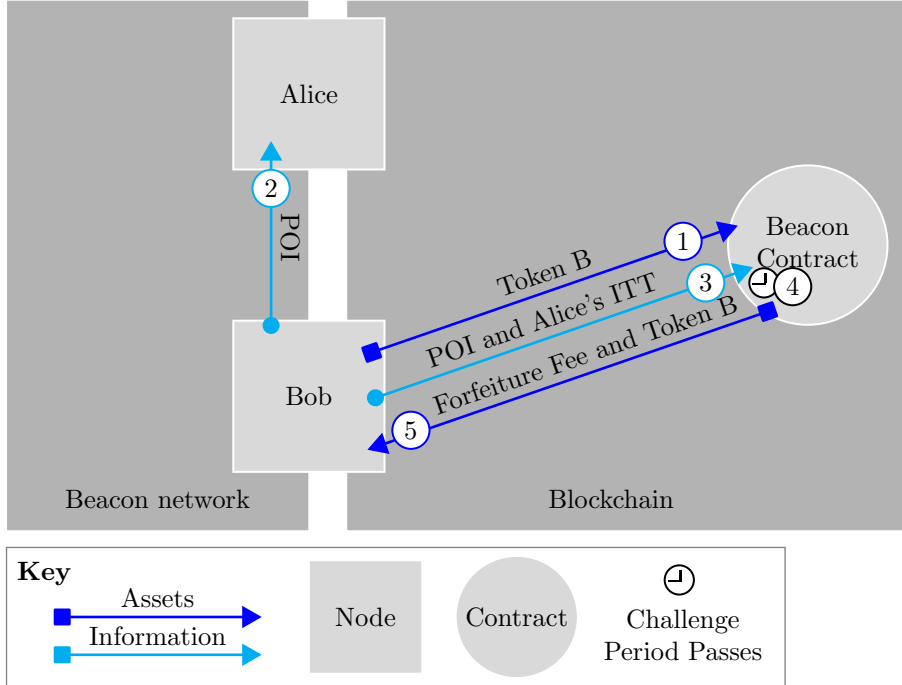 Alice
2
POI
Beacon
Contract
1
Token B
3
POI and Alice's ITT
4
Forfeiture Fee and Token B
5
Bob
Beacon network
Blockchain
Key
Assets
Information
Node
Contract
Challenge
Period Passes